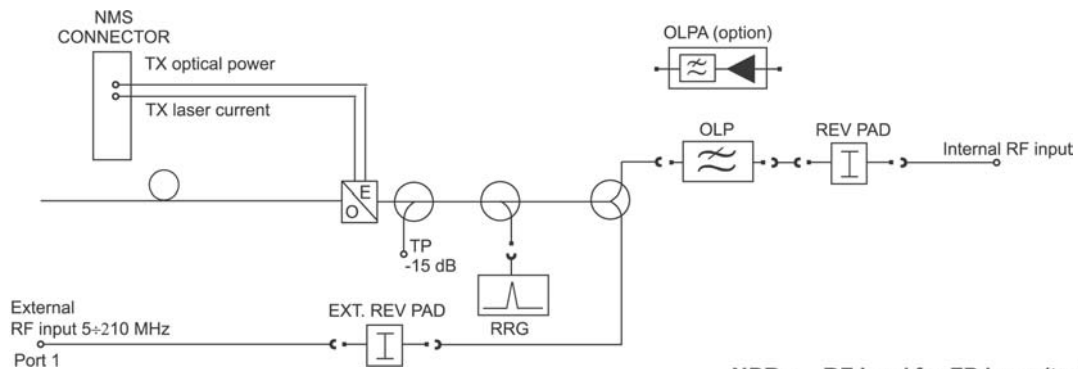 NMS
CONNECTOR
TX optical power
TX laser current
OLPA (option)
OLP
REV PAD
Internal RF input
E
O
TP
-15 dB
RRG
External
RF input 5÷210 MHz
Port 1
EXT. REV PAD